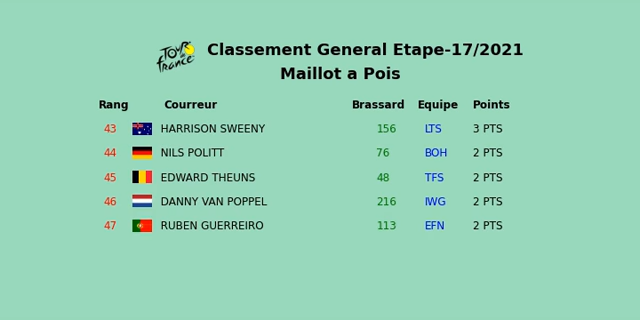 TOUR Classement General Etape-17/2021
france Maillot a Pois
Rang Courreur Brassard Equipe Points
43 HARRISON SWEENY 156 LTS 3 PTS
44 NILS POLITT 76 BOH 2 PTS
45 EDWARD THEUNS 48 TFS 2 PTS
46 DANNY VAN POPPEL 216 IWG 2 PTS
47 RUBEN GUERREIRO 113 EFN 2 PTS